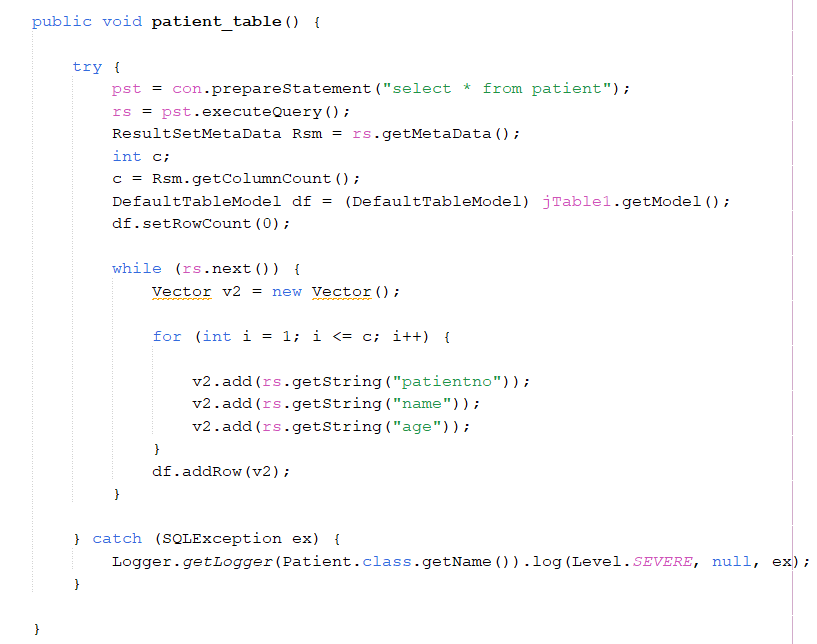 public void patient_table() {
try {
pst = con.prepareStatement("select * from patient");
rs = pst.executeQuery();
ResultSetMetaData Rsm = rs.getMetaData();
int c;
c = Rsm.getColumnCount();
DefaultTableModel df = (DefaultTableModel) jTable1.getModel();
df.setRowCount(0);
while (rs.next()) {
Vector v2 = new Vector();
for (int i = 1; i <= c; i++) {
v2.add(rs.getString("patientno"));
v2.add(rs.getString("name"));
v2.add(rs.getString("age"));
}
df.addRow(v2);
}
} catch (SQLException ex) {
Logger.getLogger(Patient.class.getName()).log(Level.SEVERE, null, ex);
}
}